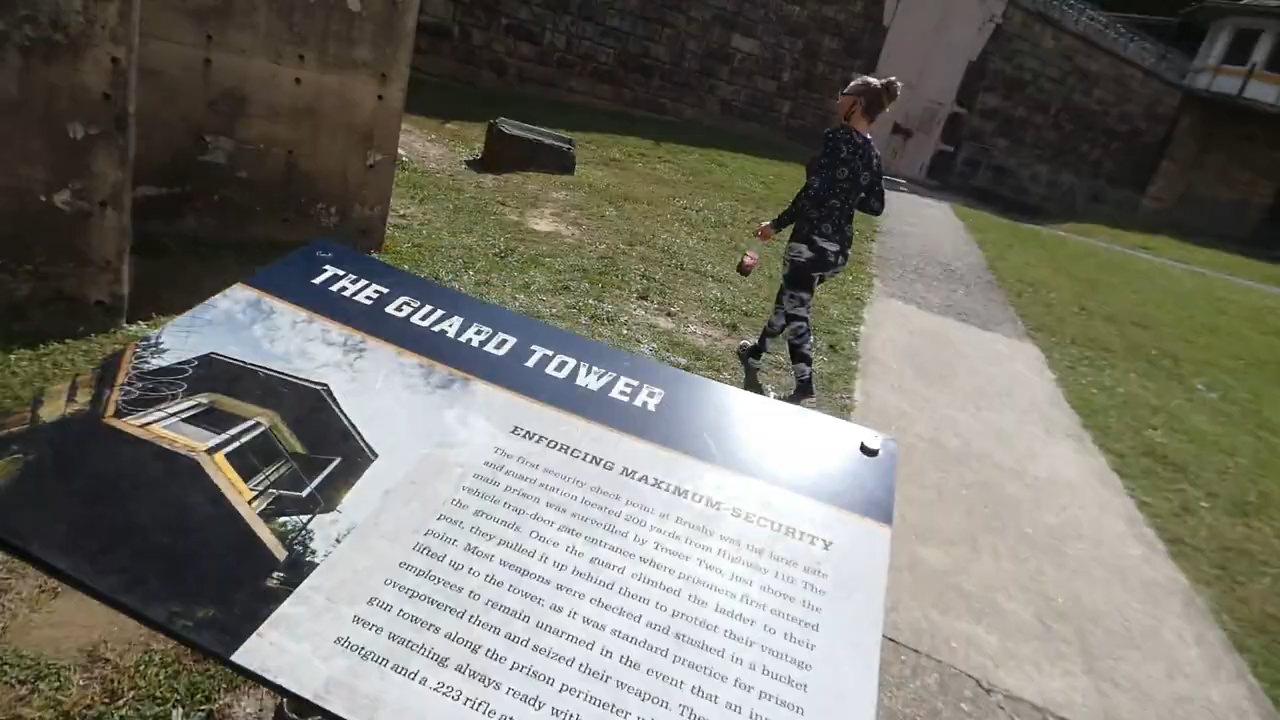 THE GUARD TOWER
ENFORCING MAXIMUM-SECURITY
The first security check point at Brushy was the large gate
and guard station located 200 yards from Highway 116. The
main prison was surveilled by Tower Two, just above the
vehicle trap-door gate entrance where prisoners first entered
the grounds. Once the guard climbed the ladder to their
post, they pulled it up behind them to protect their vantage
point. Most weapons were checked and stashed in a bucket
lifted up to the tower, as it was standard practice for prison
employees to remain unarmed in the event that an
overpowered them and seized their weapon.
gun towers along the prison perimeter
were watching, always ready with
shotgun and a .223 rifle